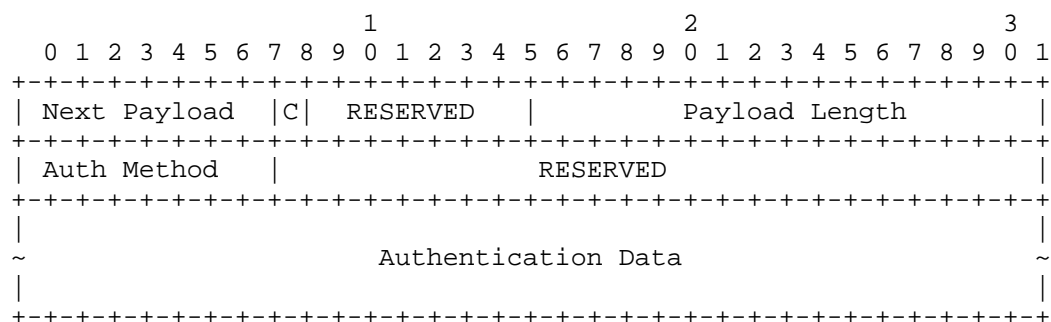 1                   2                   3
 0 1 2 3 4 5 6 7 8 9 0 1 2 3 4 5 6 7 8 9 0 1 2 3 4 5 6 7 8 9 0 1
+-+-+-+-+-+-+-+-+-+-+-+-+-+-+-+-+-+-+-+-+-+-+-+-+-+-+-+-+-+-+-+-+
| Next Payload  |C|  RESERVED   |         Payload Length        |
+-+-+-+-+-+-+-+-+-+-+-+-+-+-+-+-+-+-+-+-+-+-+-+-+-+-+-+-+-+-+-+-+
| Auth Method   |                RESERVED                       |
+-+-+-+-+-+-+-+-+-+-+-+-+-+-+-+-+-+-+-+-+-+-+-+-+-+-+-+-+-+-+-+-+
|                                                               |
~                      Authentication Data                      ~
|                                                               |
+-+-+-+-+-+-+-+-+-+-+-+-+-+-+-+-+-+-+-+-+-+-+-+-+-+-+-+-+-+-+-+-+